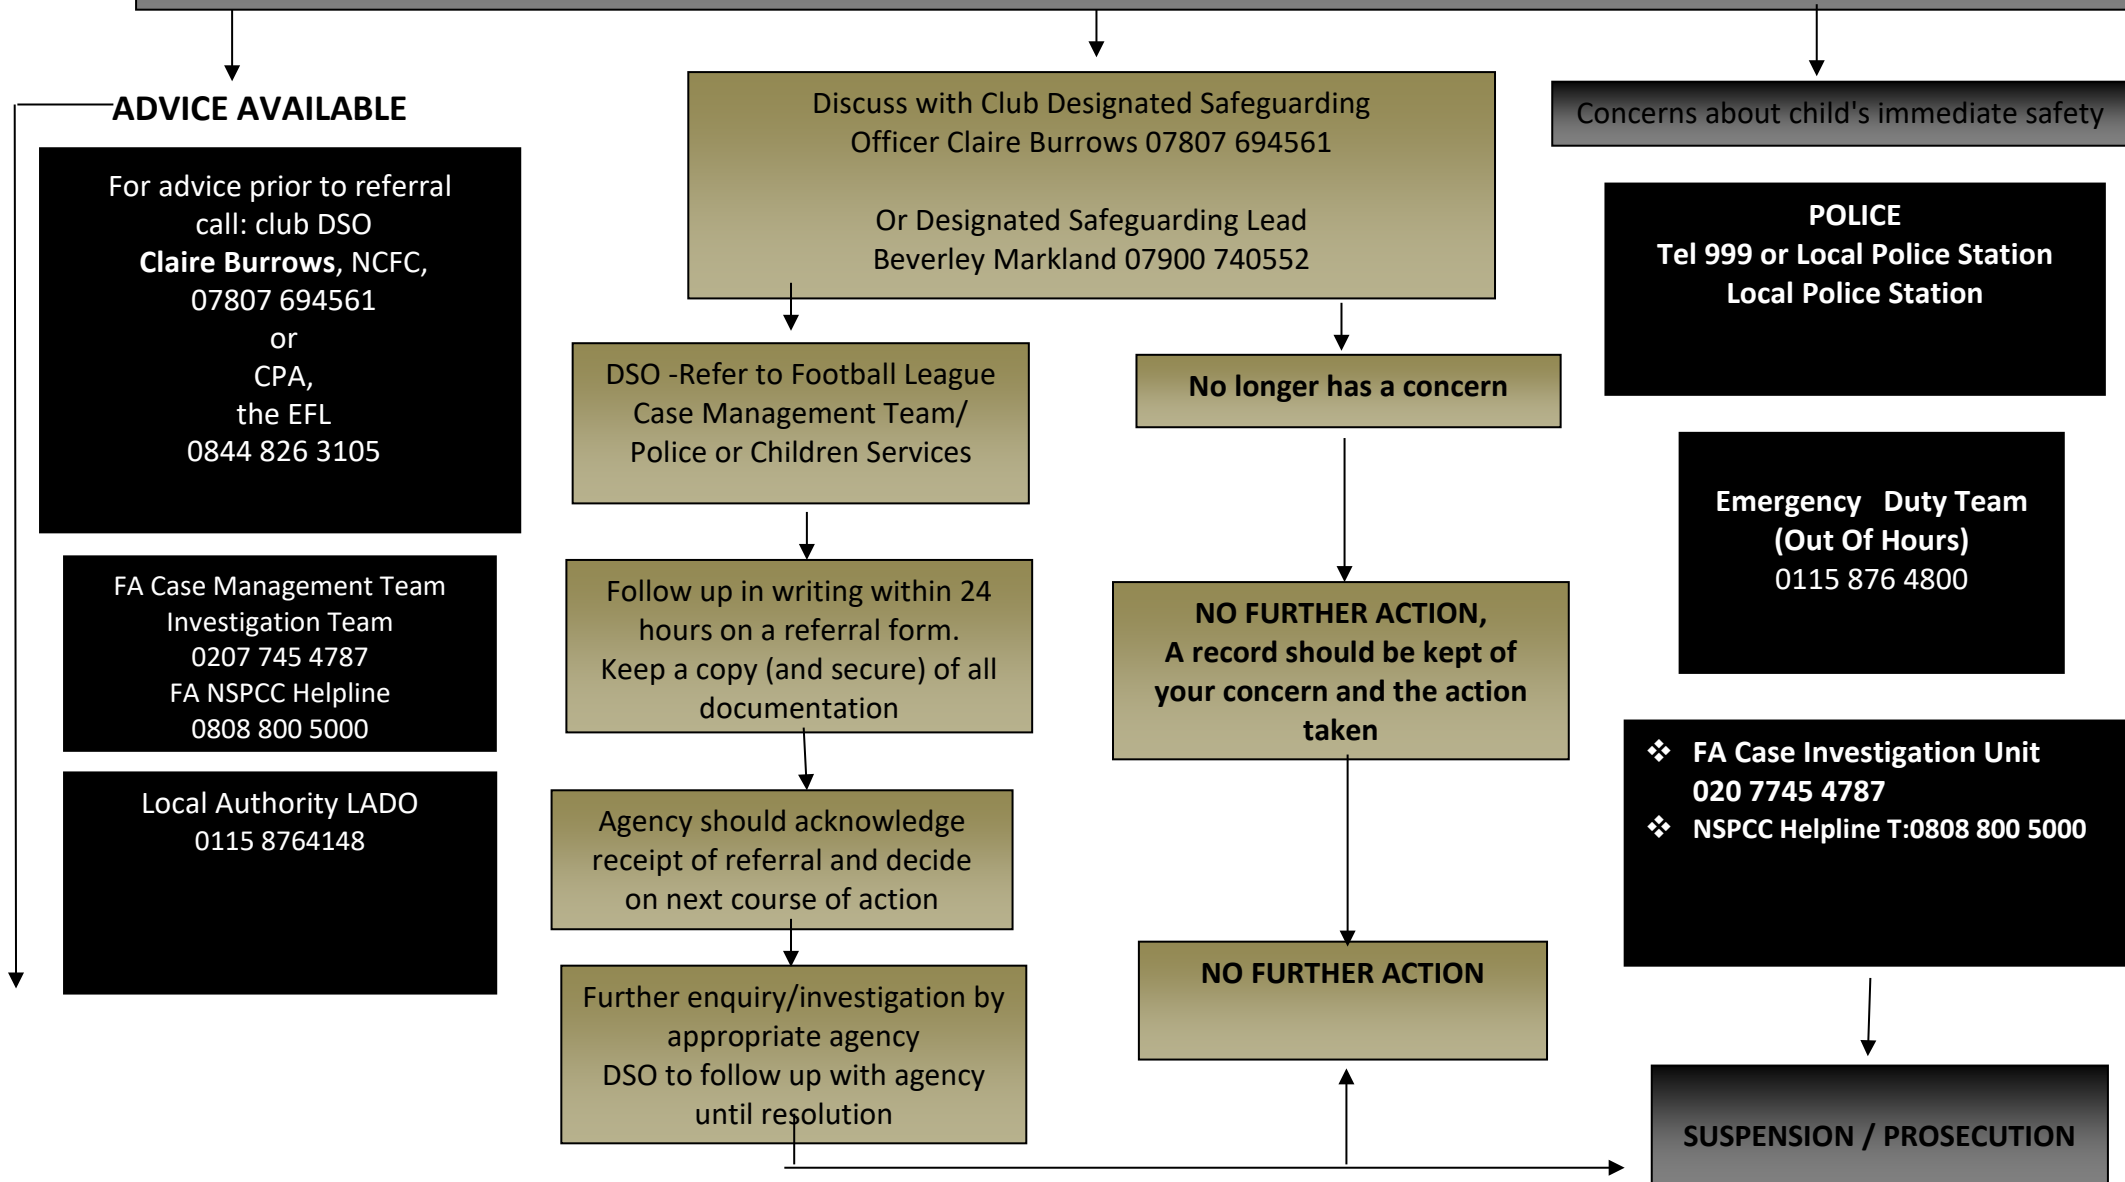 ADVICE AVAILABLE
For advice prior to referral
call: club DSO
Claire Burrows, NCFC,
07807 694561
or
CPA,
the EFL
0844 826 3105
FA Case Management Team
Investigation Team
0207 745 4787
FA NSPCC Helpline
0808 800 5000
Local Authority LADO
0115 8764148
Discuss with Club Designated Safeguarding
Officer Claire Burrows 07807 694561
Or Designated Safeguarding Lead
Beverley Markland 07900 740552
DSO -Refer to Football League
Case Management Team/
Police or Children Services
Follow up in writing within 24
hours on a referral form.
Keep a copy (and secure) of all
documentation
Agency should acknowledge
receipt of referral and decide
on next course of action
Further enquiry/investigation by
appropriate agency
DSO to follow up with agency
until resolution
No longer has a concern
NO FURTHER ACTION,
A record should be kept of
your concern and the action
taken
NO FURTHER ACTION
Concerns about child's immediate safety
POLICE
Tel 999 or Local Police Station
Local Police Station
Emergency Duty Team
(Out Of Hours)
0115 876 4800
❖ FA Case Investigation Unit
020 7745 4787
❖ NSPCC Helpline T:0808 800 5000
SUSPENSION / PROSECUTION